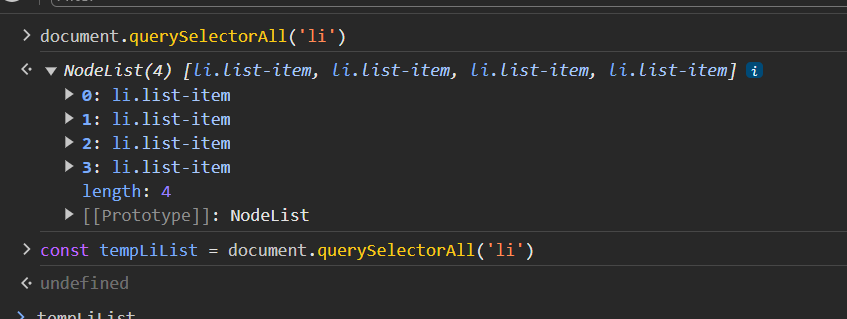 document.querySelectorAll('li')
NodeList(4) [li.list-item, li.list-item, li.list-item, li.list-item] i
0: li.list-item
1: li.list-item
2: li.list-item
3: li.list-item
length: 4
[[Prototype]]: NodeList
const tempLiList = document.querySelectorAll('li')
undefined
tempLiList